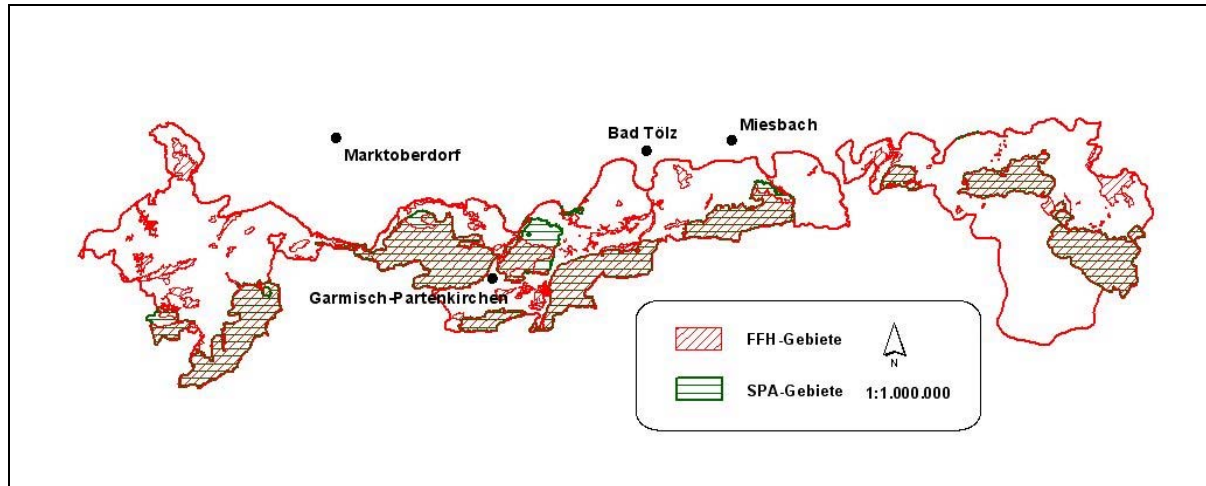 Marktoberdorf
Bad Tölz
Miesbach
Garmisch-Partenkirchen
FFH-Gebiete
N
SPA-Gebiete
1:1.000.000